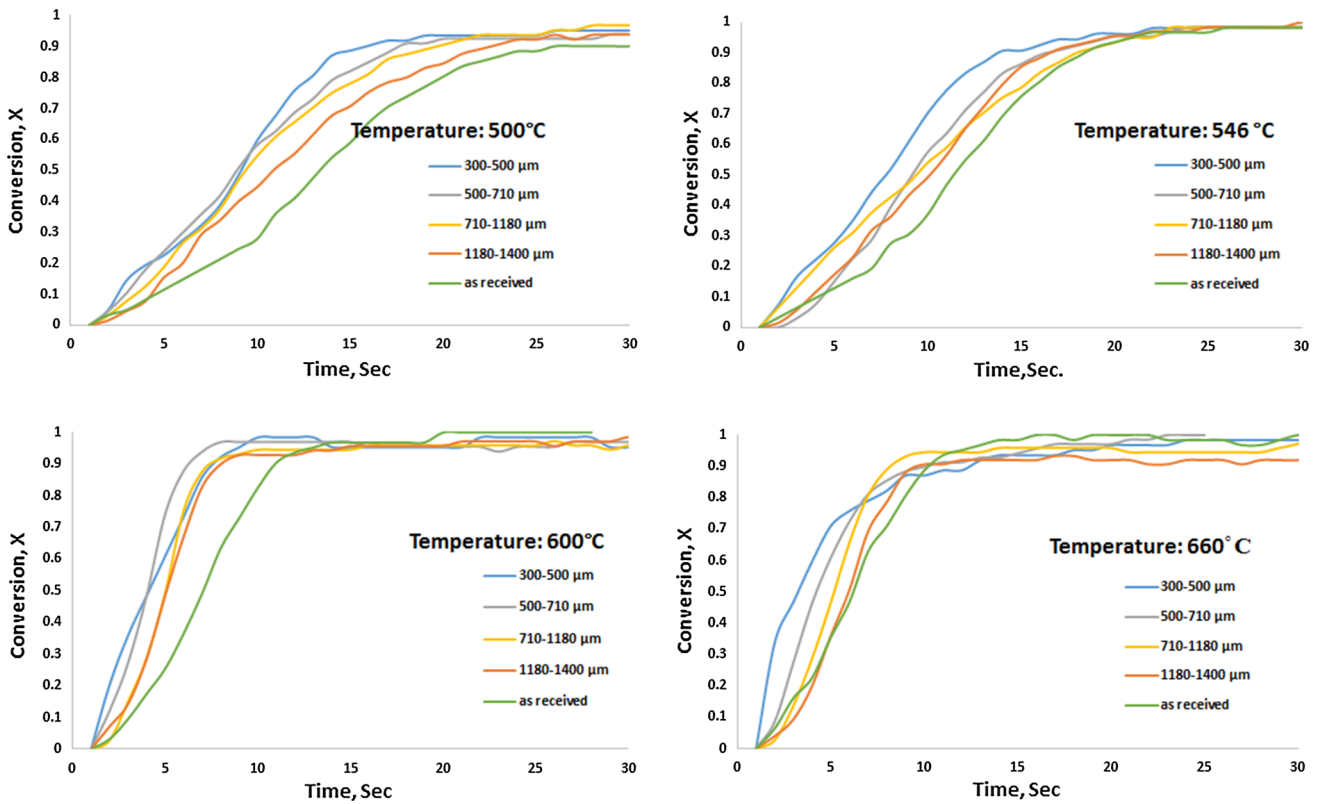 Conversion, X
1
0.9
0.8
0.7
0.6
0.5
0.4
0.3
0.2
0.1
0
0 5 10 15 20 25 30
Time, Sec
Temperature: 500°C
300-500 µm
500-710 µm
710-1180 µm
1180-1400 µm
as received
Conversion, X
1
0.9
0.8
0.7
0.6
0.5
0.4
0.3
0.2
0.1
0
0 5 10 15 20 25 30
Time,Sec.
Temperature: 546 °C
300-500 µm
500-710 µm
710-1180 µm
1180-1400 µm
as received
Conversion, X
1
0.9
0.8
0.7
0.6
0.5
0.4
0.3
0.2
0.1
0
0 5 10 15 20 25 30
Time, Sec
Temperature: 600°C
300-500 µm
500-710 µm
710-1180 µm
1180-1400 µm
as received
Conversion, X
1
0.9
0.8
0.7
0.6
0.5
0.4
0.3
0.2
0.1
0
0 5 10 15 20 25 30
Time, Sec
Temperature: 660°C
300-500 µm
500-710 µm
710-1180 µm
1180-1400 µm
as received